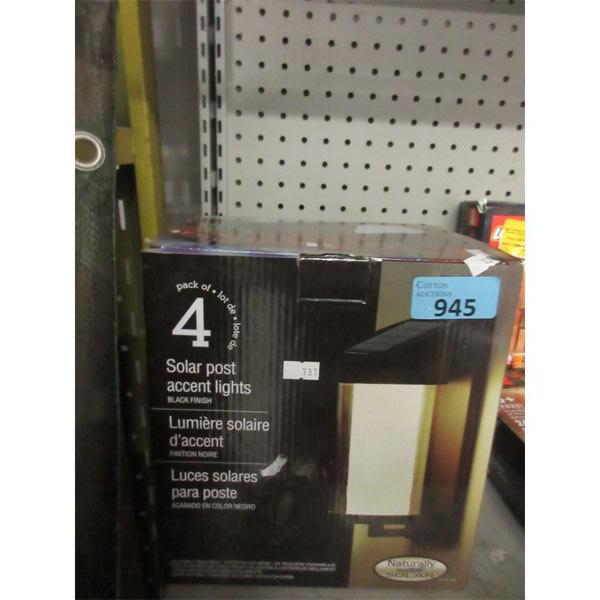 pack of • lot de • lote de
4
COTTON
AUCTIONS
945
Solar post
accent lights
BLACK FINISH
737
Lumière solaire
d'accent
FINITION NOIRE
Luces solares
para poste
ACABADO EN COLOR NEGRO
Naturally
SOLAR